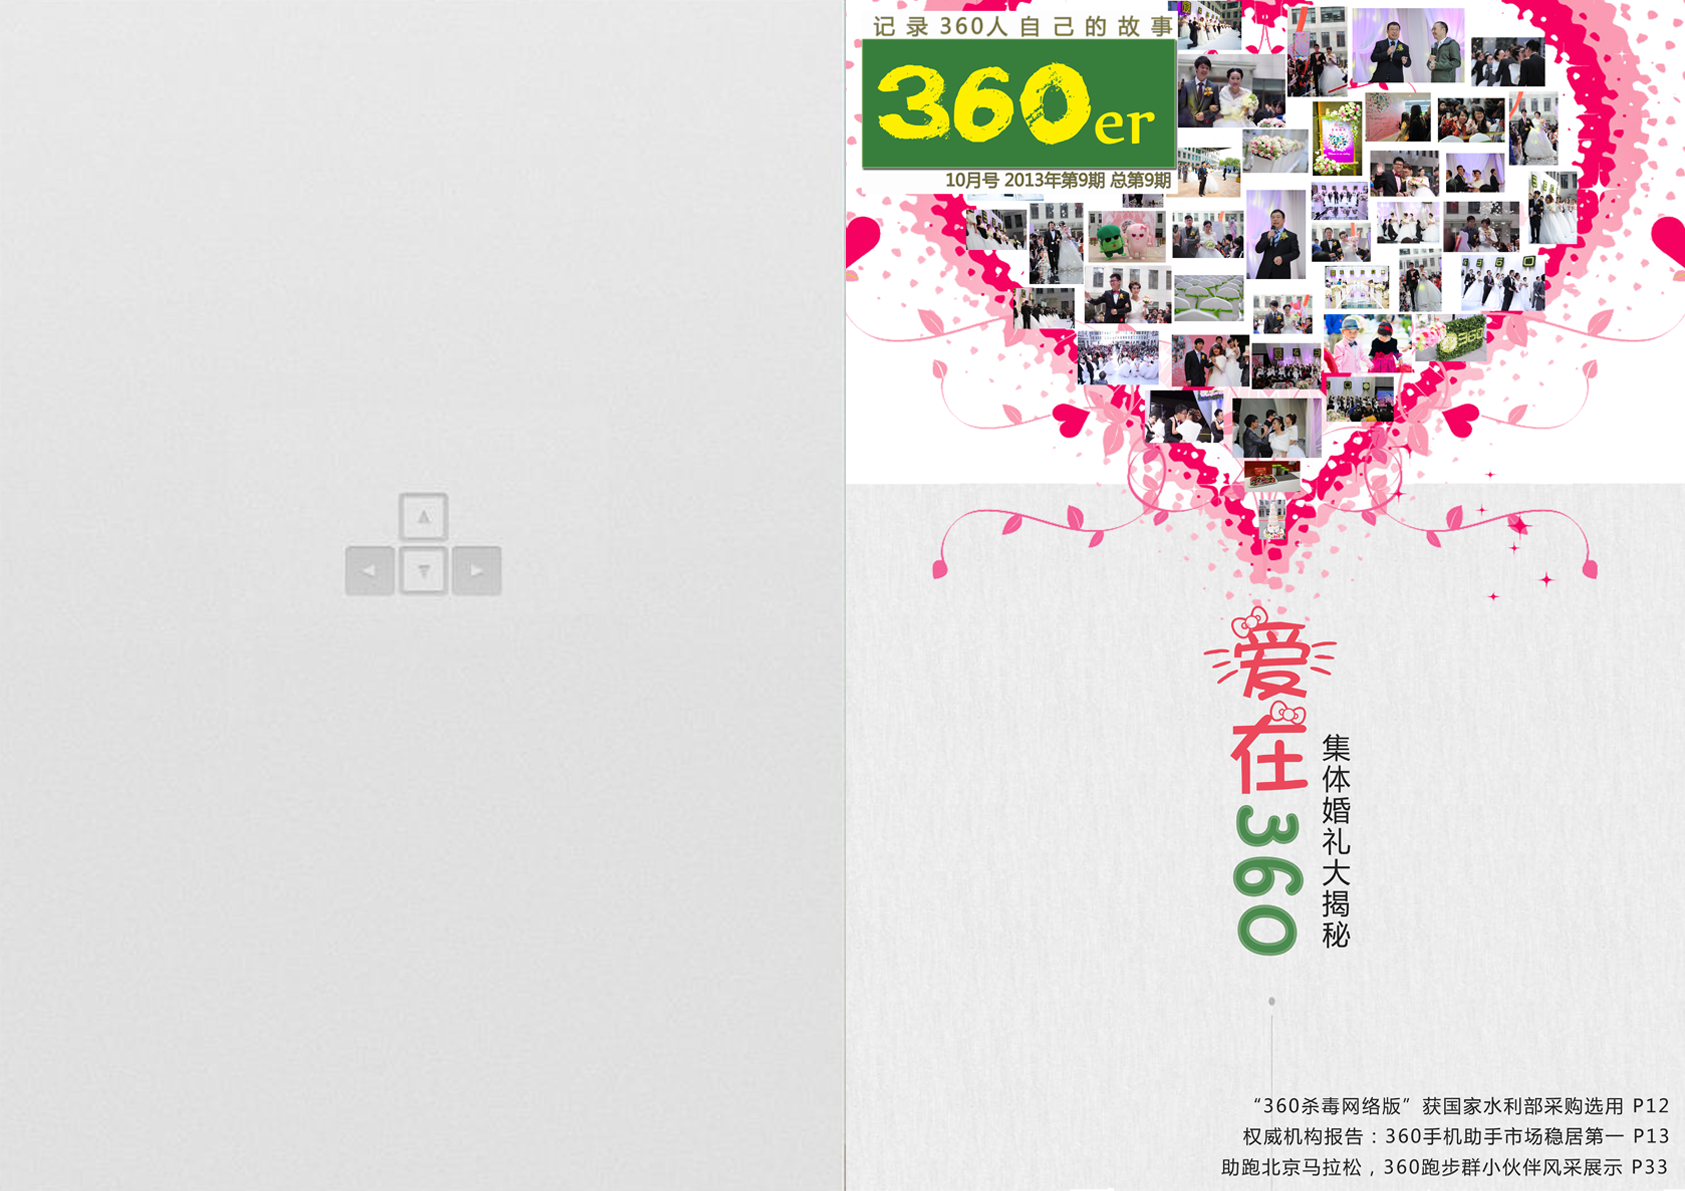 记录360人自己的故事
360er
10月号 2013年第9期 总第9期
爱在360
集体婚礼大揭秘
“360杀毒网络版”获国家水利部采购选用 P12
权威机构报告：360手机助手市场稳居第一 P13
助跑北京马拉松，360跑步群小伙伴风采展示 P33